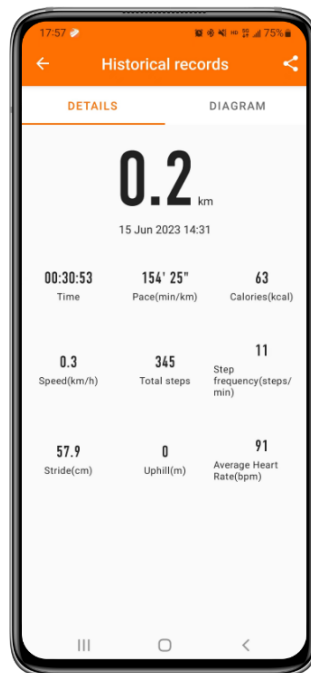 17:57 75%
Historical records
DETAILS DIAGRAM
0.2 km
15 Jun 2023 14:31
00:30:53 154' 25" 63
Time Pace(min/km) Calories(kcal)
0.3 345 11
Speed(km/h) Total steps Step
frequency(steps/
min)
57.9 0 91
Stride(cm) Uphill(m) Average Heart
Rate(bpm)